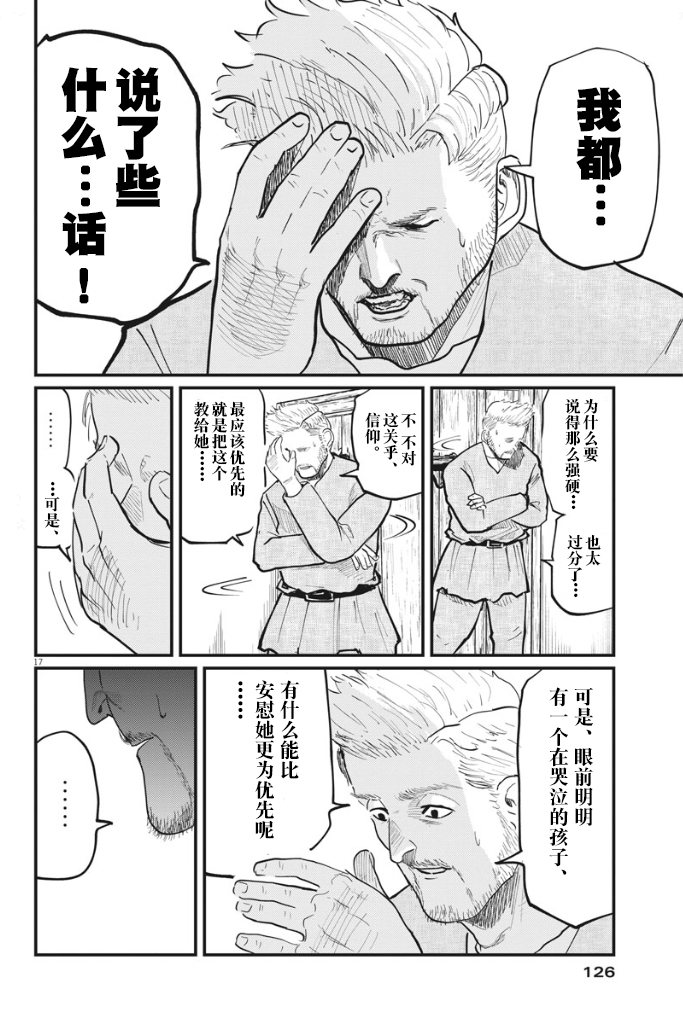 我都…
说了些
什么…话！
为什么要
说得那么强硬…
也太
过分了…
不 不对
这关乎、
信仰。
最应该优先的
就是把这个
教给她……
……
…可是、
17
可是、眼前明明
有一个在哭泣的孩子、
有什么能比
安慰她更为优先呢
……
……
126